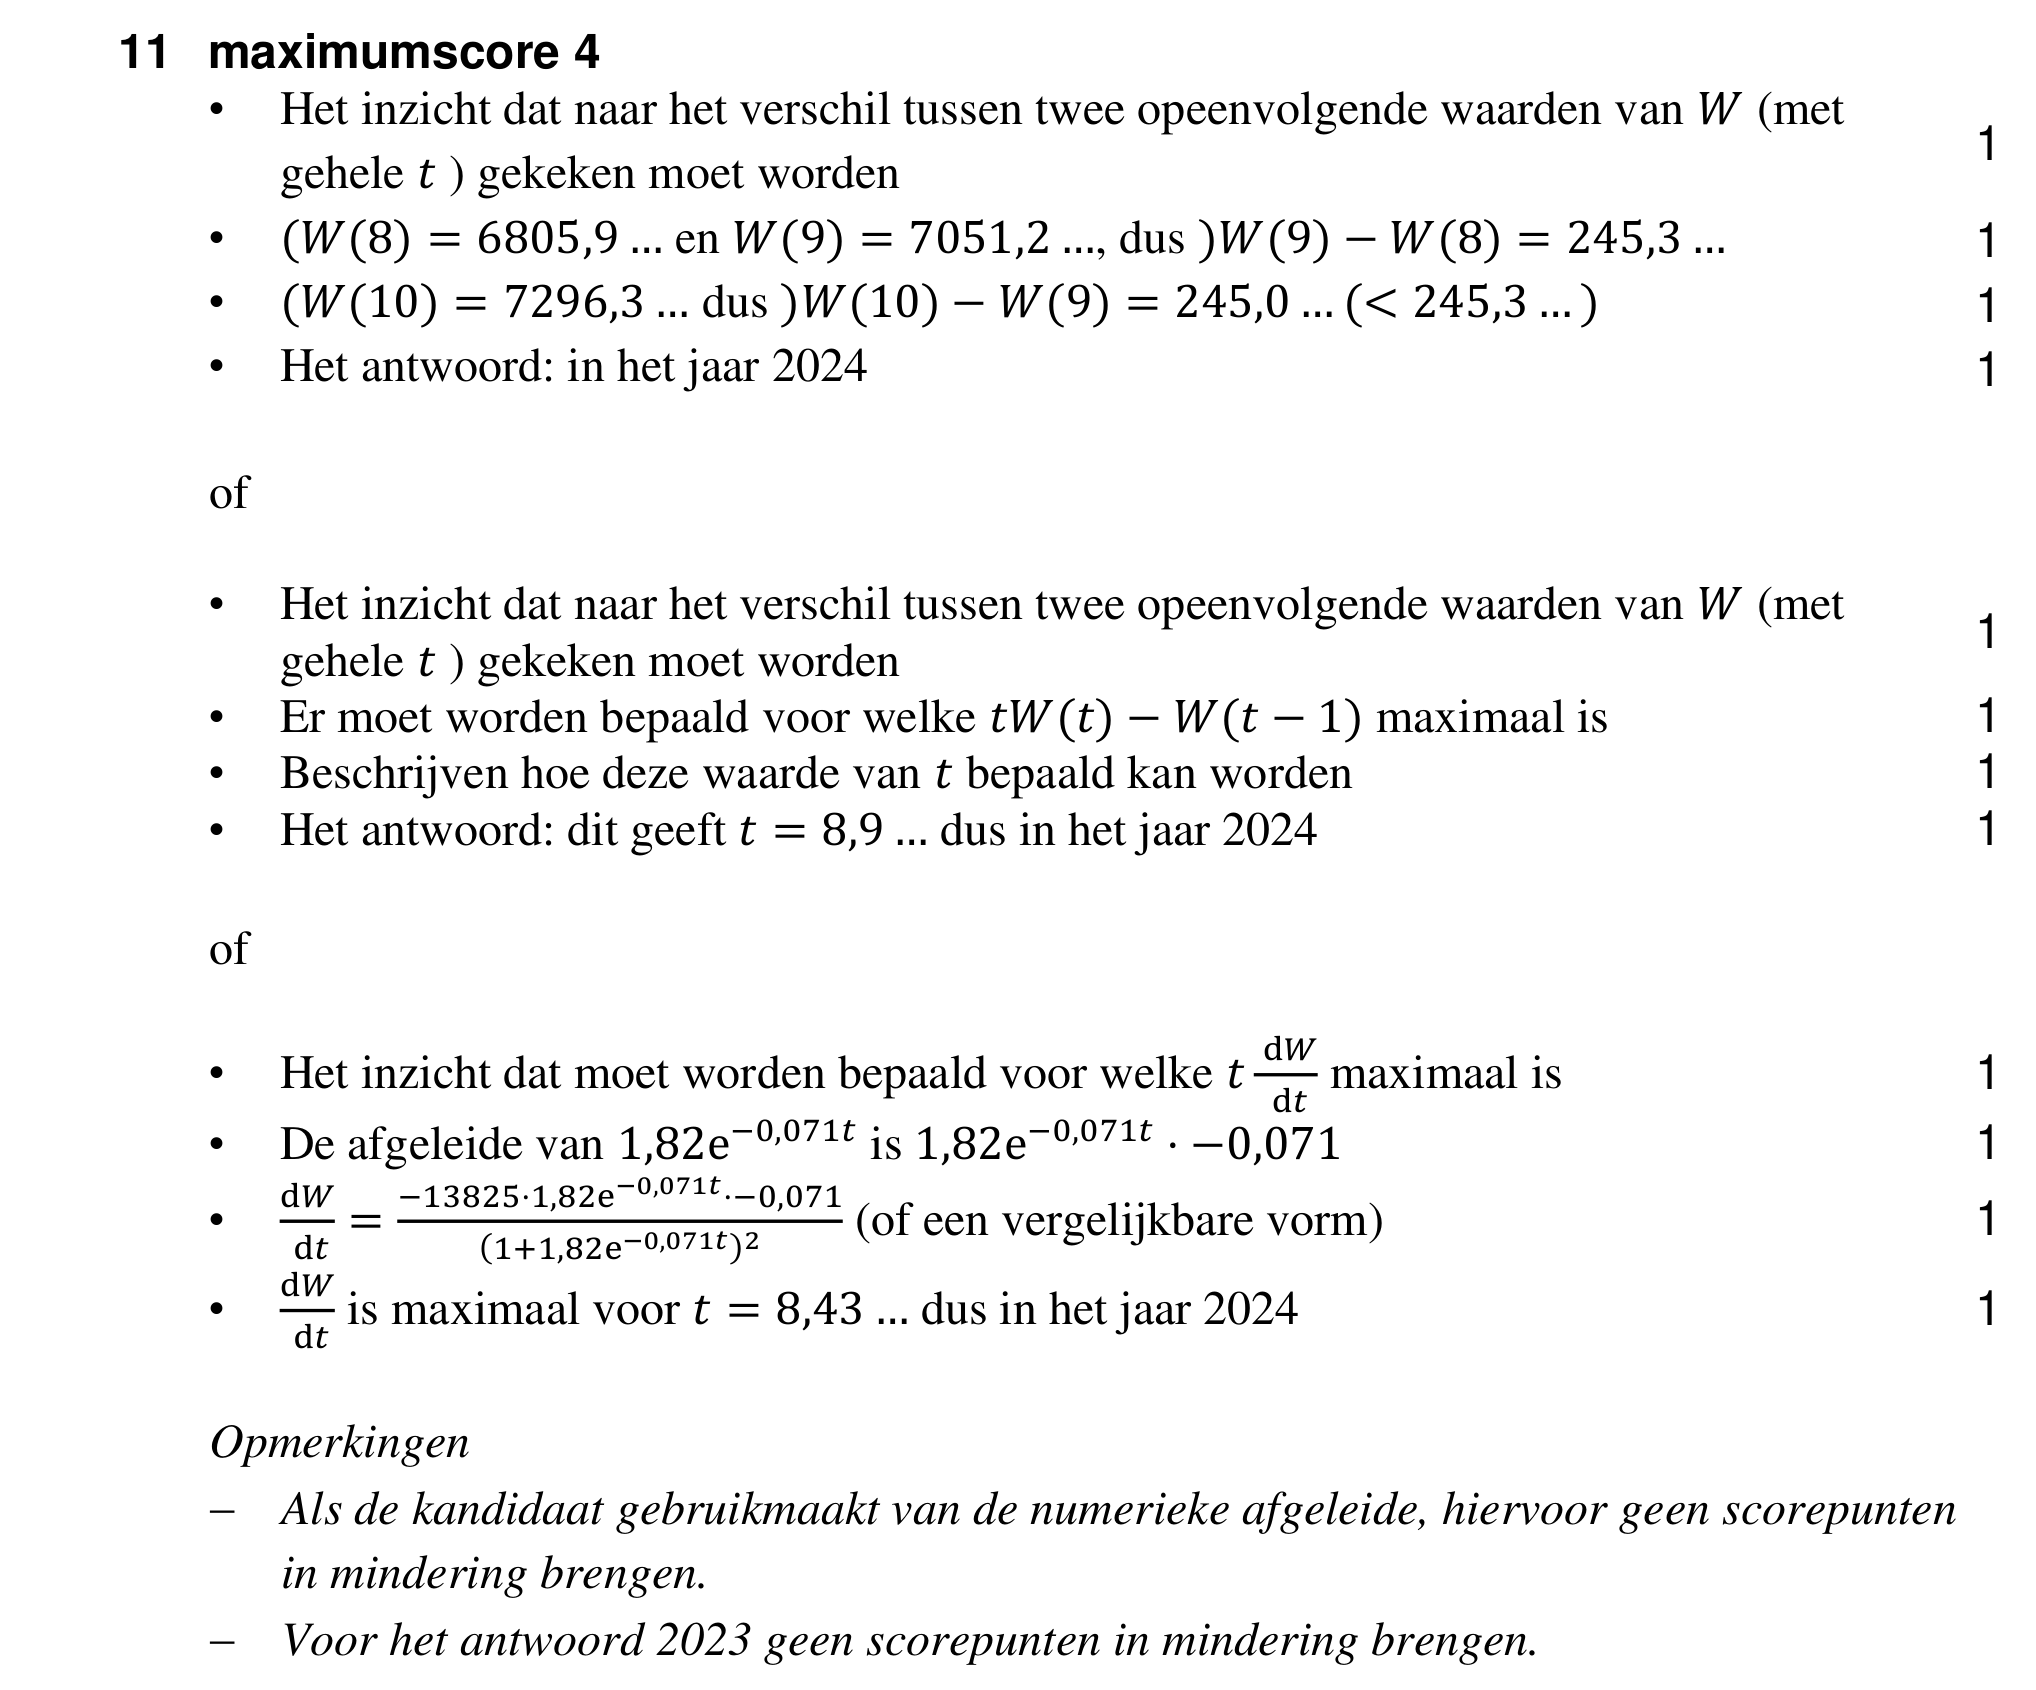 11 maximumscore 4
• Het inzicht dat naar het verschil tussen twee opeenvolgende waarden van W (met
gehele t ) gekeken moet worden 1
• (W(8) = 6805,9 ... en W(9) = 7051,2 ..., dus )W(9) − W(8) = 245,3 ... 1
• (W(10) = 7296,3 ... dus )W(10) − W(9) = 245,0 ... (< 245,3 ... ) 1
• Het antwoord: in het jaar 2024 1
of
• Het inzicht dat naar het verschil tussen twee opeenvolgende waarden van W (met
gehele t ) gekeken moet worden 1
• Er moet worden bepaald voor welke tW(t) − W(t − 1) maximaal is 1
• Beschrijven hoe deze waarde van t bepaald kan worden 1
• Het antwoord: dit geeft t = 8,9 ... dus in het jaar 2024 1
of
• Het inzicht dat moet worden bepaald voor welke t dW/dt maximaal is 1
• De afgeleide van 1,82e^{−0,071t} is 1,82e^{−0,071t} · −0,071 1
• dW/dt = −13825·1,82e^{−0,071t}·−0,071/(1+1,82e^{−0,071t})² (of een vergelijkbare vorm) 1
• dW/dt is maximaal voor t = 8,43 ... dus in het jaar 2024 1
Opmerkingen
− Als de kandidaat gebruikmaakt van de numerieke afgeleide, hiervoor geen scorepunten
in mindering brengen.
− Voor het antwoord 2023 geen scorepunten in mindering brengen.